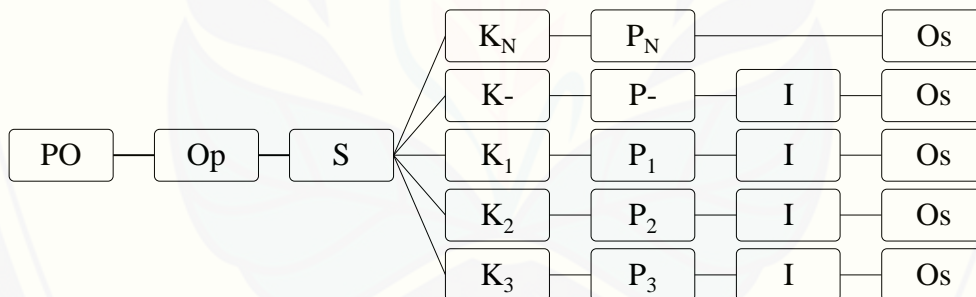 K_N P_N Os
K- P- I Os
PO Op S K_1 P_1 I Os
K_2 P_2 I Os
K_3 P_3 I Os